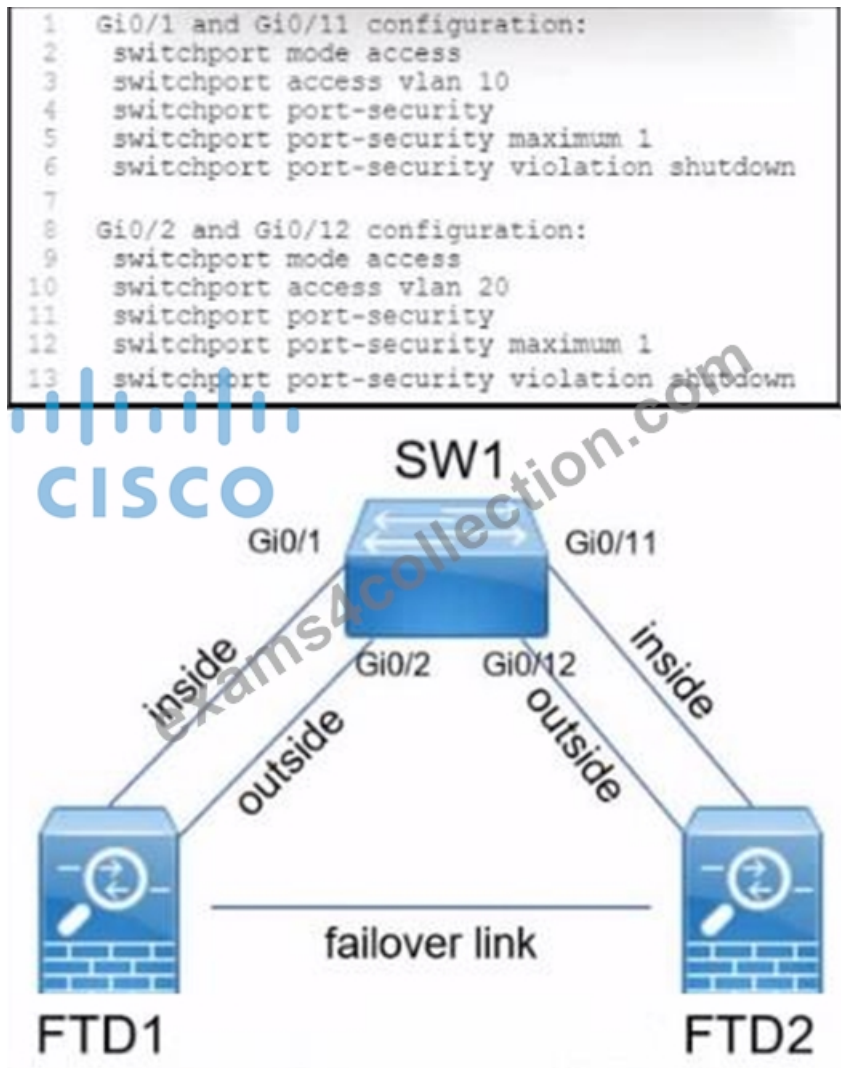 1 Gi0/1 and Gi0/11 configuration:
2 switchport mode access
3 switchport access vlan 10
4 switchport port-security
5 switchport port-security maximum 1
6 switchport port-security violation shutdown
7
8 Gi0/2 and Gi0/12 configuration:
9 switchport mode access
10 switchport access vlan 20
11 switchport port-security
12 switchport port-security maximum 1
13 switchport port-security violation shutdown
CISCO
exams4collection.com
SW1
Gi0/1
Gi0/11
Gi0/2
Gi0/12
inside
outside
outside
inside
failover link
FTD1
FTD2